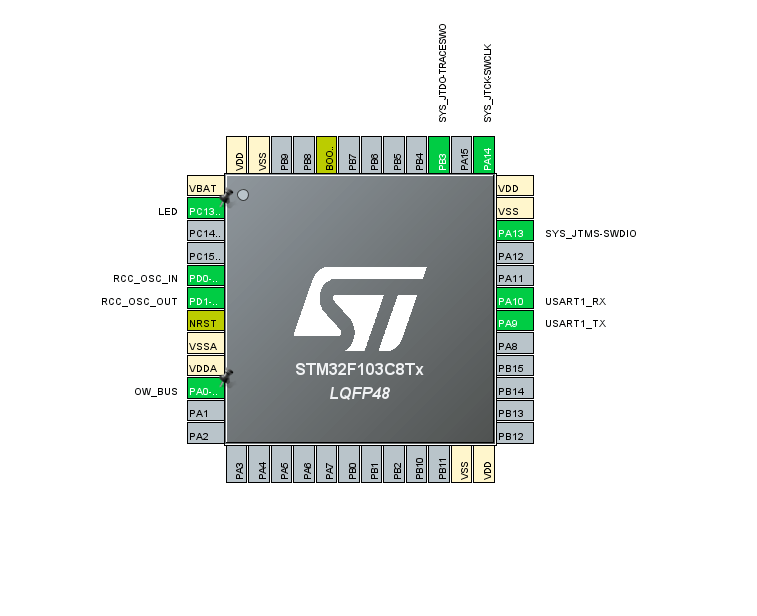 SYS_JTDO-TRACESWO
SYS_JTCK-SWCLK
VDD
VSS
PB9
PB8
BOO..
PB7
PB6
PB5
PB4
PB3
PA15
PA14
VBAT
LED
PC13..
PC14..
PC15..
RCC_OSC_IN
PD0-..
RCC_OSC_OUT
PD1-..
NRST
VSSA
VDDA
OW_BUS
PA0-..
PA1
PA2
ST
STM32F103C8Tx
LQFP48
VDD
VSS
PA13
SYS_JTMS-SWDIO
PA12
PA11
PA10
USART1_RX
PA9
USART1_TX
PA8
PB15
PB14
PB13
PB12
PA3
PA4
PA5
PA6
PA7
PB0
PB1
PB2
PB10
PB11
VSS
VDD